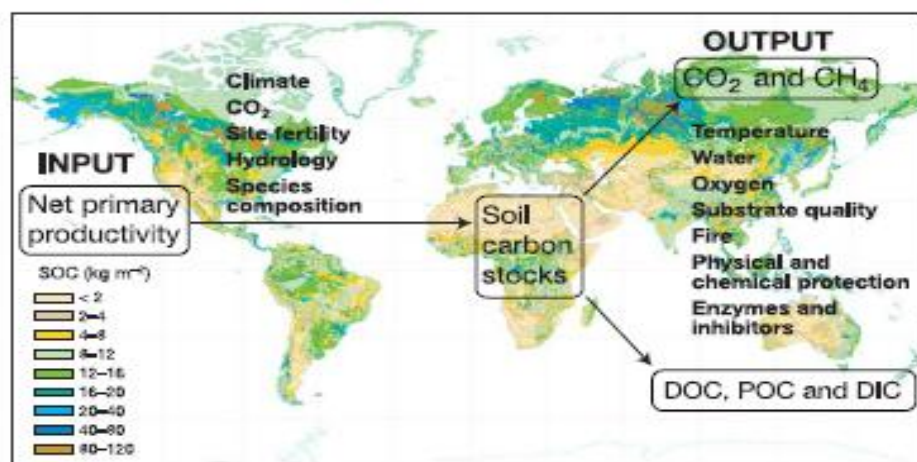 INPUT
Net primary
productivity
Climate
CO₂
Site fertility
Hydrology
Species
composition
Soil
carbon
stocks
OUTPUT
CO₂ and CH₄
Temperature
Water
Oxygen
Substrate quality
Fire
Physical and
chemical protection
Enzymes and
inhibitors
DOC, POC and DIC
SOC (kg m⁻²)
< 2
2–4
4–8
8–12
12–16
16–20
20–40
40–80
80–120